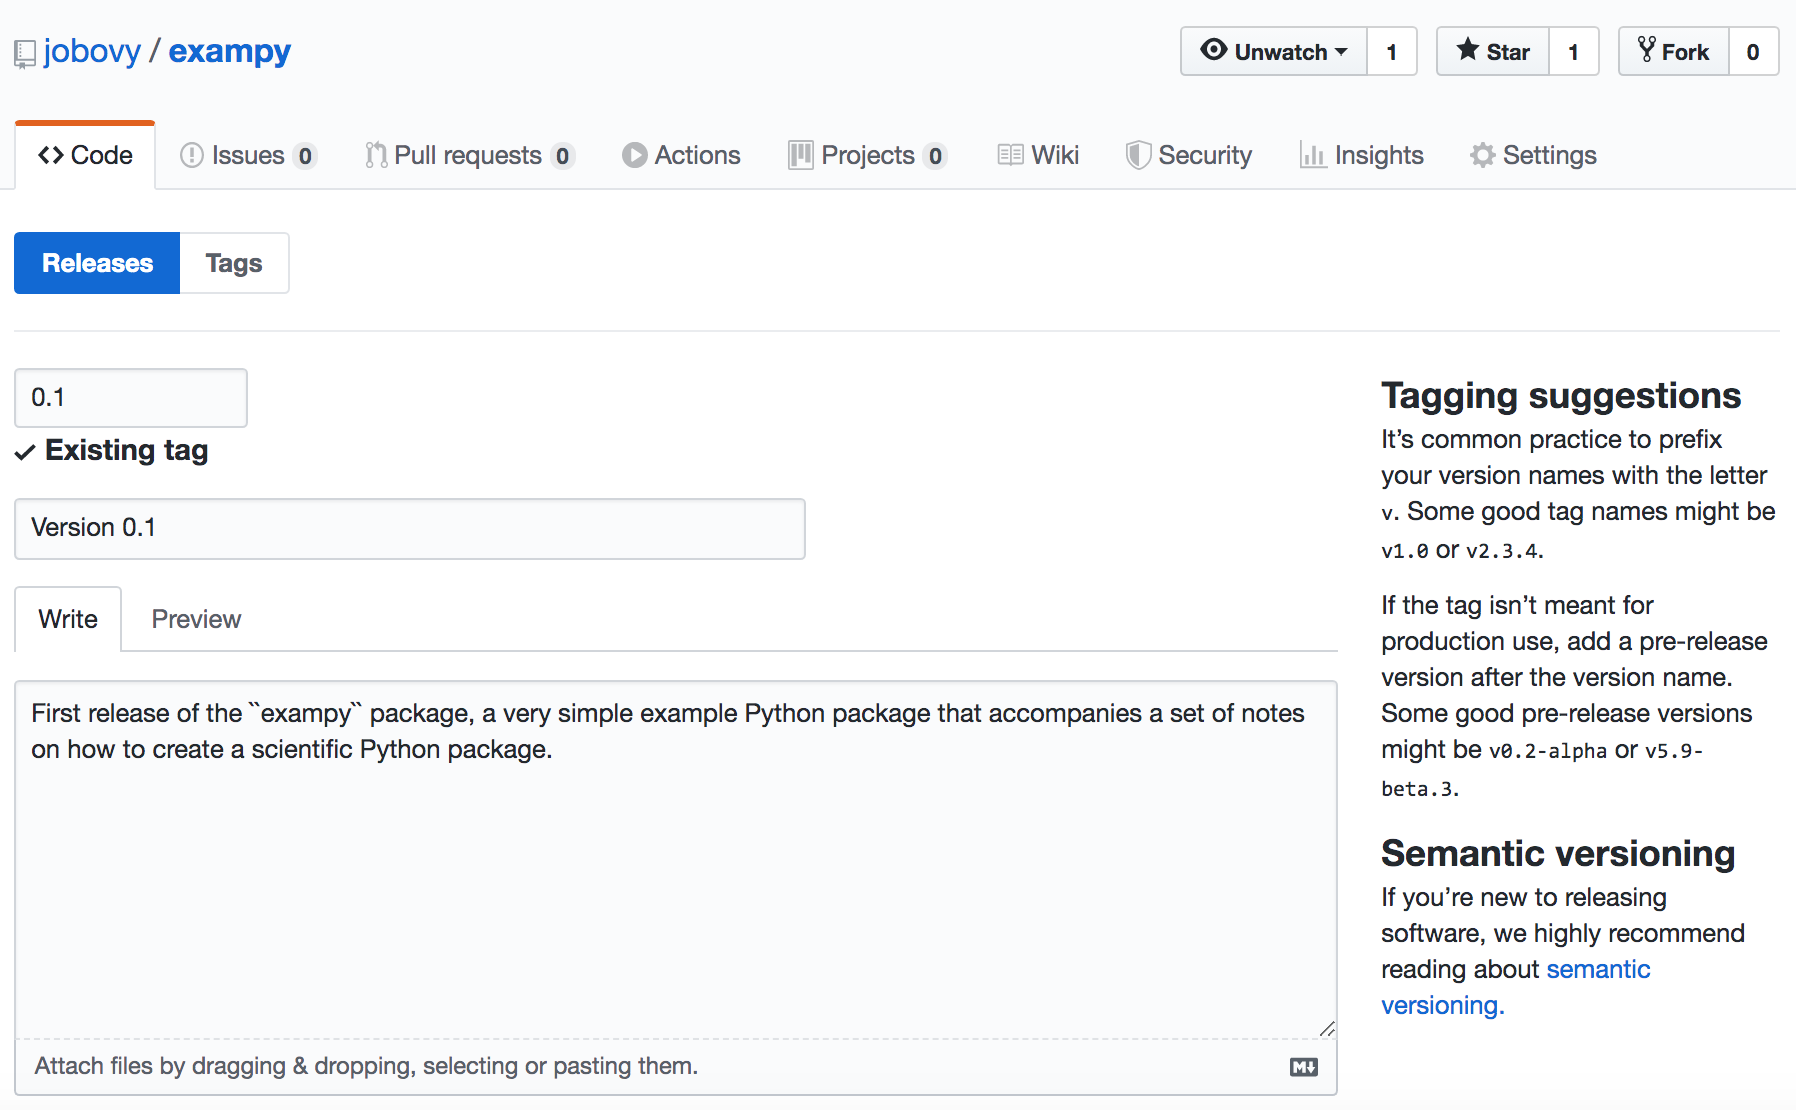 jobovy / exampy
Unwatch 1 Star 1 Fork 0
Code Issues 0 Pull requests 0 Actions Projects 0 Wiki Security Insights Settings
Releases Tags
0.1
Existing tag
Version 0.1
Write Preview
First release of the ``exampy`` package, a very simple example Python package that accompanies a set of notes
on how to create a scientific Python package.
Attach files by dragging & dropping, selecting or pasting them.
Tagging suggestions
It’s common practice to prefix
your version names with the letter
v. Some good tag names might be
v1.0 or v2.3.4.
If the tag isn’t meant for
production use, add a pre-release
version after the version name.
Some good pre-release versions
might be v0.2-alpha or v5.9-
beta.3.
Semantic versioning
If you’re new to releasing
software, we highly recommend
reading about semantic
versioning.